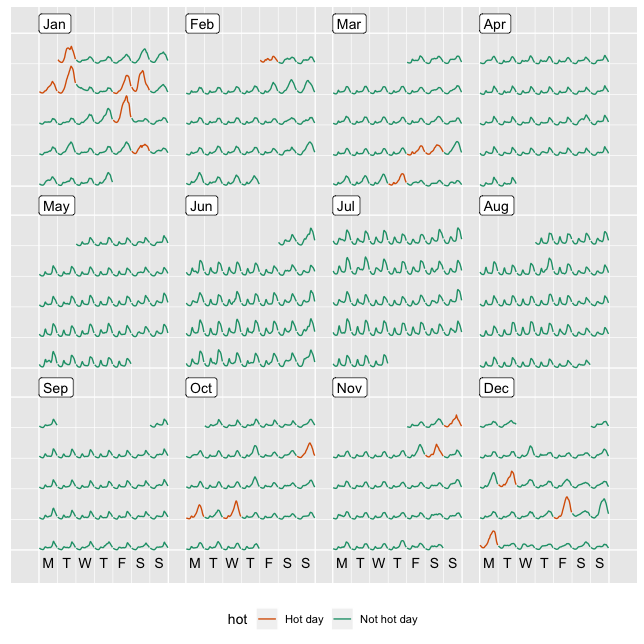 Jan Feb Mar Apr
May Jun Jul Aug
Sep Oct Nov Dec
M T W T F S S M T W T F S S M T W T F S S M T W T F S S
hot Hot day Not hot day